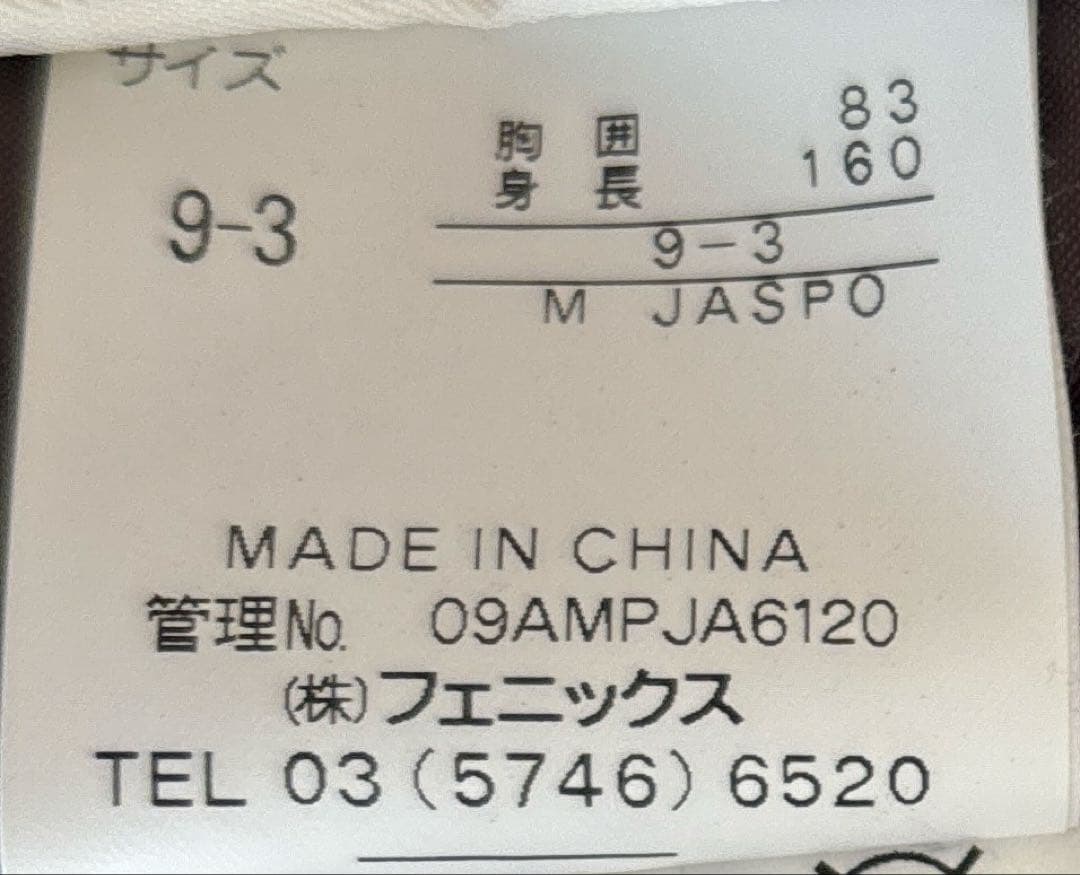 サイズ
9-3
胸 囲 83
身 長 160
9-3
M JASPO
MADE IN CHINA
管理No. 09AMPJA6120
(株)フェニックス
TEL 03(5746)6520